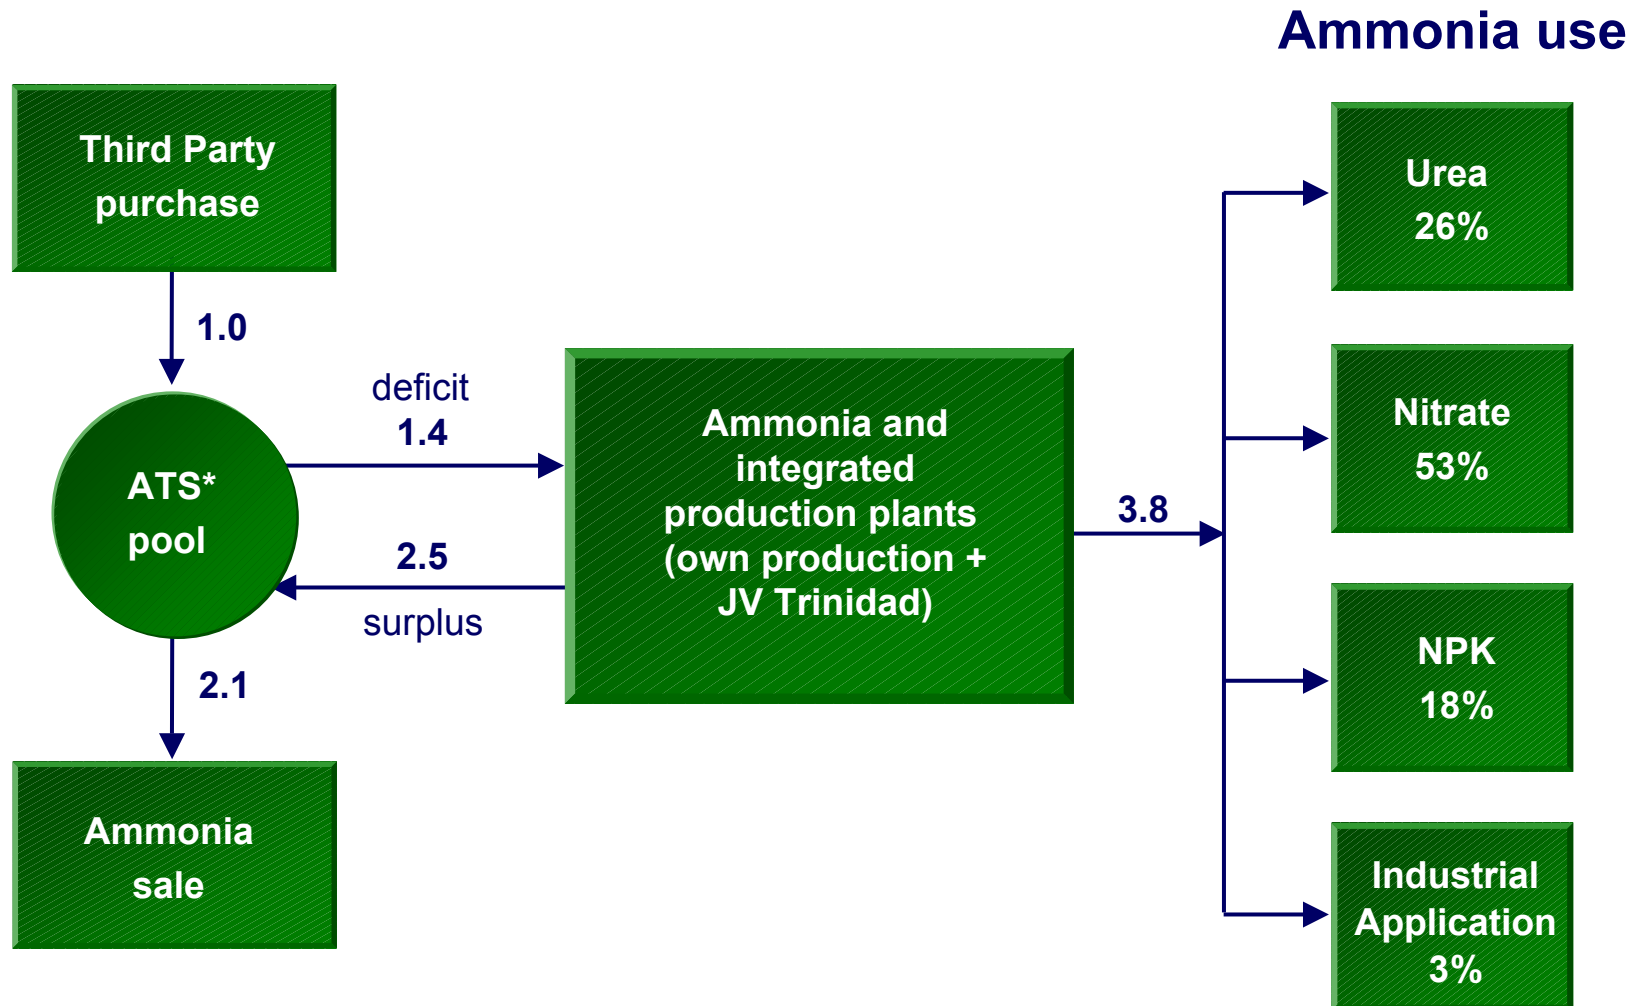 Ammonia use
Third Party
purchase
1.0
deficit
1.4
ATS*
pool
2.5
surplus
2.1
Ammonia
sale
Ammonia and
integrated
production plants
(own production +
JV Trinidad)
3.8
Urea
26%
Nitrate
53%
NPK
18%
Industrial
Application
3%